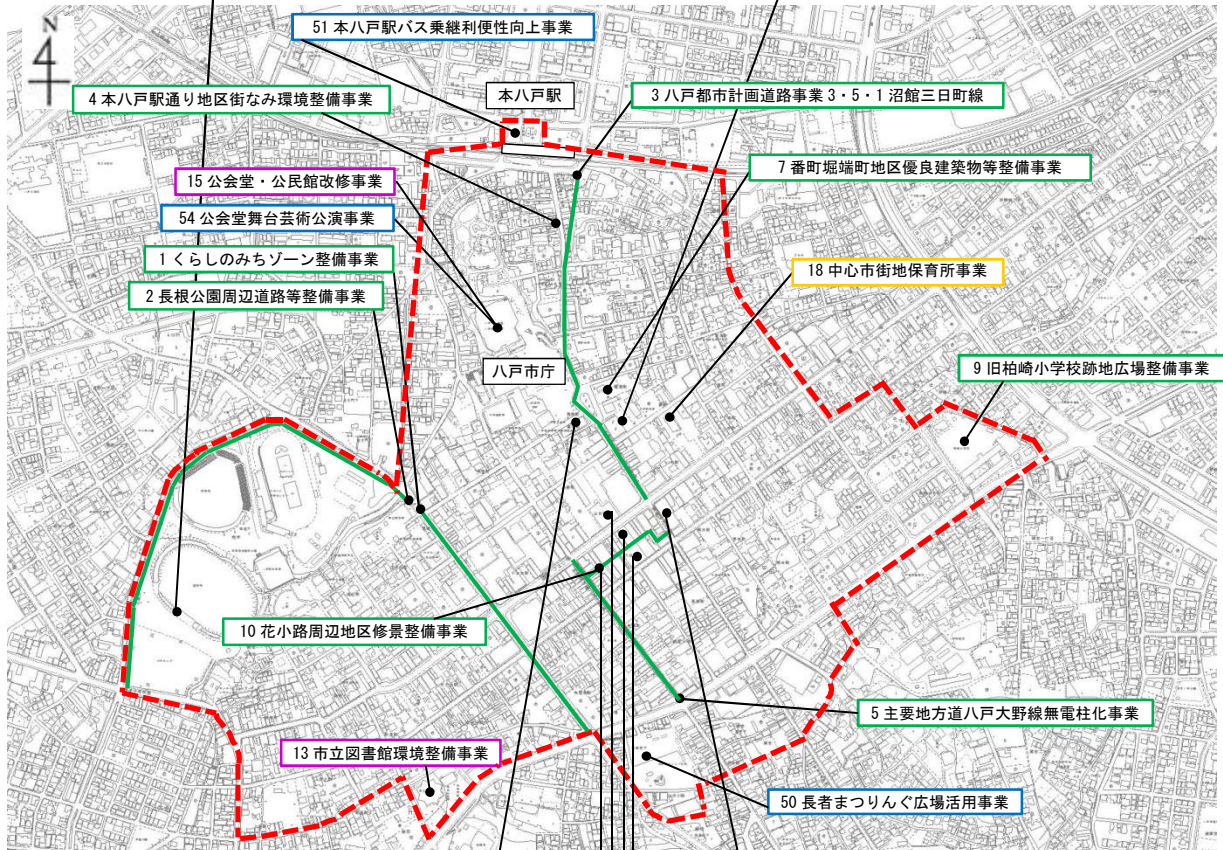 N
51 本八戸駅バス乗継利便性向上事業
4 本八戸駅通り地区街なみ環境整備事業
本八戸駅
3 八戸都市計画道路事業 3・5・1 沼館三日町線
7 番町堀端町地区優良建築物等整備事業
15 公会堂・公民館改修事業
54 公会堂舞台芸術公演事業
1 くらしのみちゾーン整備事業
18 中心市街地保育所事業
2 長根公園周辺道路等整備事業
八戸市庁
9 旧柏崎小学校跡地広場整備事業
10 花小路周辺地区修景整備事業
5 主要地方道八戸大野線無電柱化事業
13 市立図書館環境整備事業
50 長者まつりんぐ広場活用事業